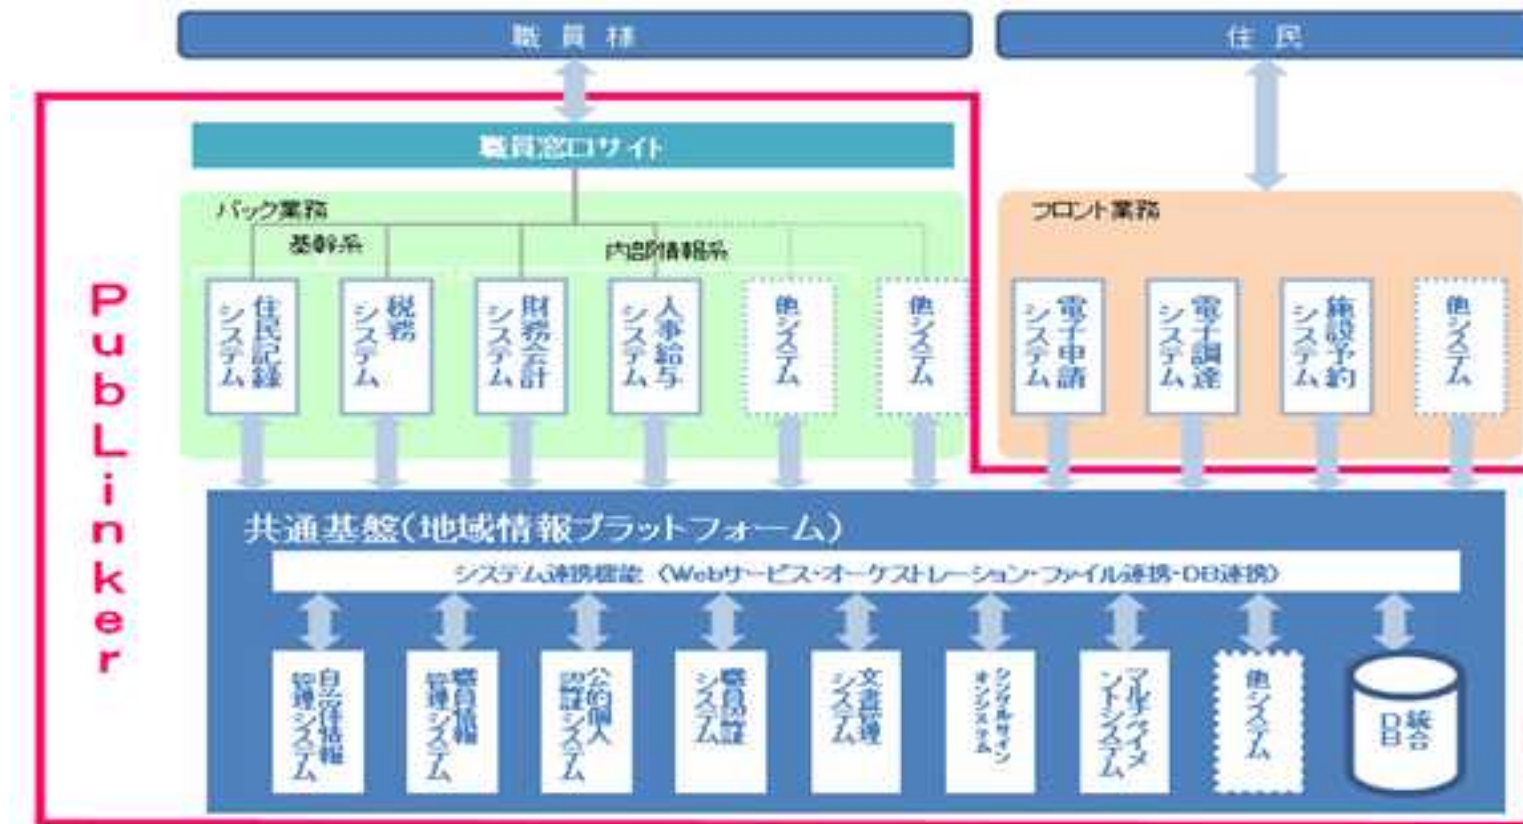 職員様
住民
職員窓口サイト
バック業務
フロント業務
基幹系
内部情報系
住民記録
システム
税務
システム
財務会計
システム
人事給与
システム
他システム
他システム
電子申請
システム
電子調達
システム
施設予約
システム
他システム
PubLinker
共通基盤(地域情報プラットフォーム)
システム連携機能 (Webサービス・オーケストレーション・ファイル連携・DB連携)
自治体情報
管理システム
職員情報
管理システム
公的個人
認証システム
職員認証
システム
文書管理
システム
シングルサイン
オンシステム
マルチペイメ
ントシステム
他システム
統合
DB